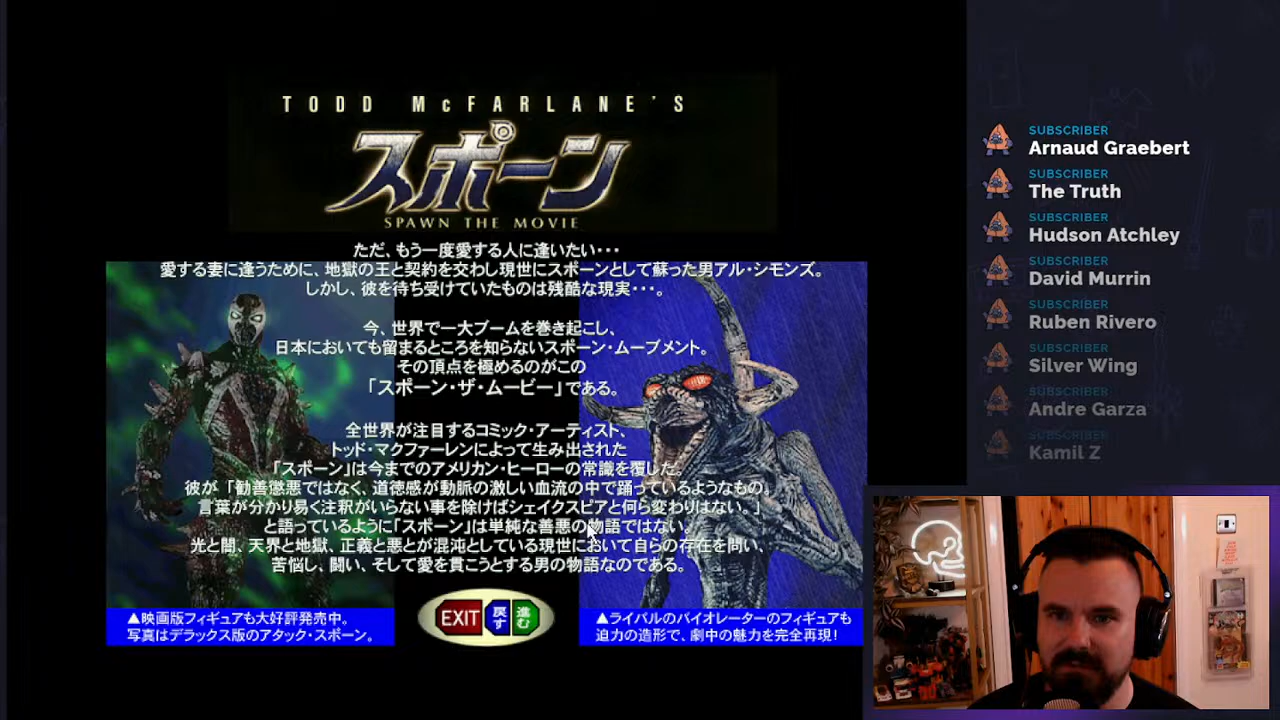 TODD McFARLANE'S
スポーン
SPAWN THE MOVIE
ただ、もう一度愛する人に逢いたい・・・
愛する妻に逢うために、地獄の王と契約を交わし現世にスポーンとして蘇った男アル・シモンズ。
しかし、彼を待ち受けていたものは残酷な現実・・・。
今、世界で一大ブームを巻き起こし、
日本においても留まるところを知らないスポーン・ムーブメント。
その頂点を極めるのがこの
「スポーン・ザ・ムービー」である。
全世界が注目するコミック・アーティスト、
トッド・マクファーレンによって生み出された
「スポーン」は今までのアメリカン・ヒーローの常識を覆した。
彼が「勧善懲悪ではなく、道徳感が動脈の激しい血流の中で踊っているようなもの。
言葉が分かり易く注釈がいらない事を除けばシェイクスピアと何ら変わりはない。」
と語っているように「スポーン」は単純な善悪の物語ではない。
光と闇、天界と地獄、正義と悪とが混沌としている現世において自らの存在を問い、
苦悩し、闘い、そして愛を貫こうとする男の物語なのである。
▲映画版フィギュアも大好評発売中。
写真はデラックス版のアタック・スポーン。
EXIT
戻す
進む
▲ライバルのバイオレーターのフィギュアも
迫力の造形で、劇中の魅力を完全再現!
SUBSCRIBER
Arnaud Graebert
SUBSCRIBER
The Truth
SUBSCRIBER
Hudson Atchley
SUBSCRIBER
David Murrin
SUBSCRIBER
Ruben Rivero
SUBSCRIBER
Silver Wing
SUBSCRIBER
Andre Garza
SUBSCRIBER
Kamil Z